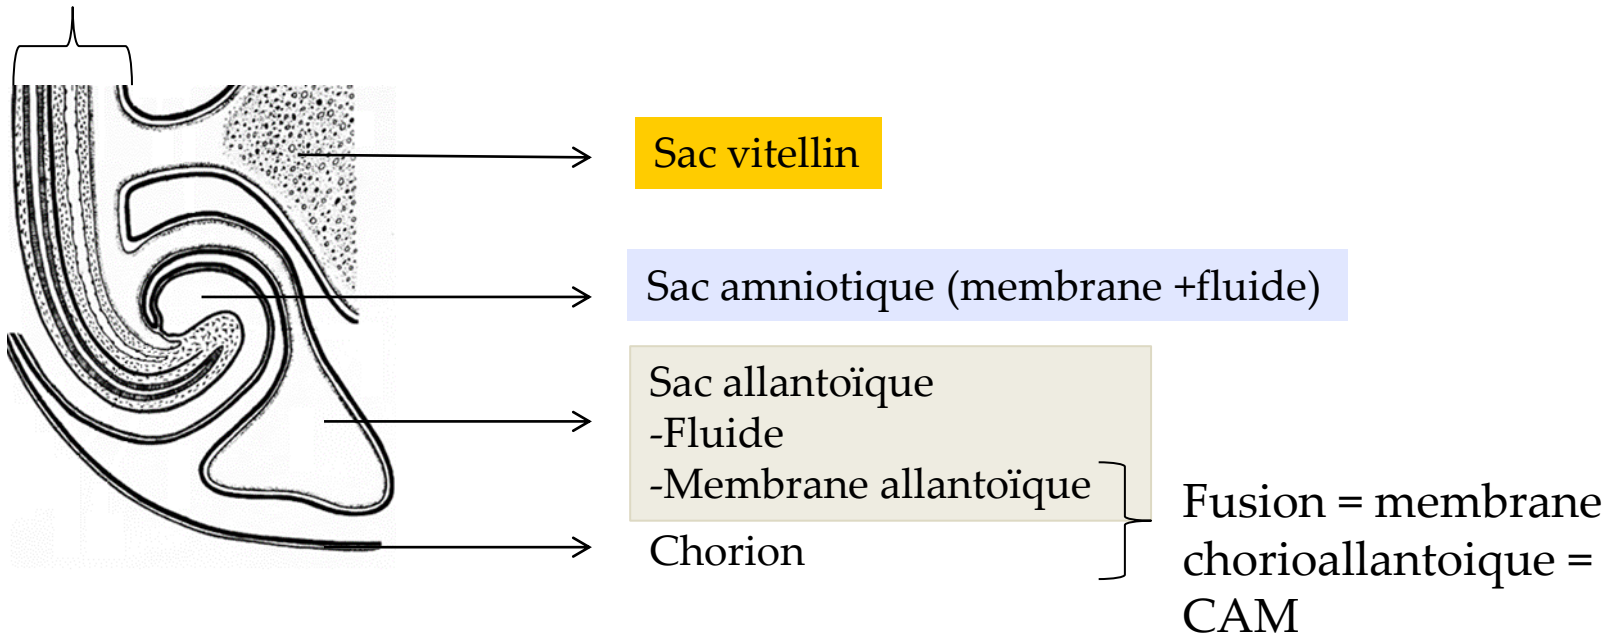 Sac vitellin
Sac amniotique (membrane +fluide)
Sac allantoïque
-Fluide
-Membrane allantoïque
Chorion
Fusion = membrane
chorioallantoique =
CAM